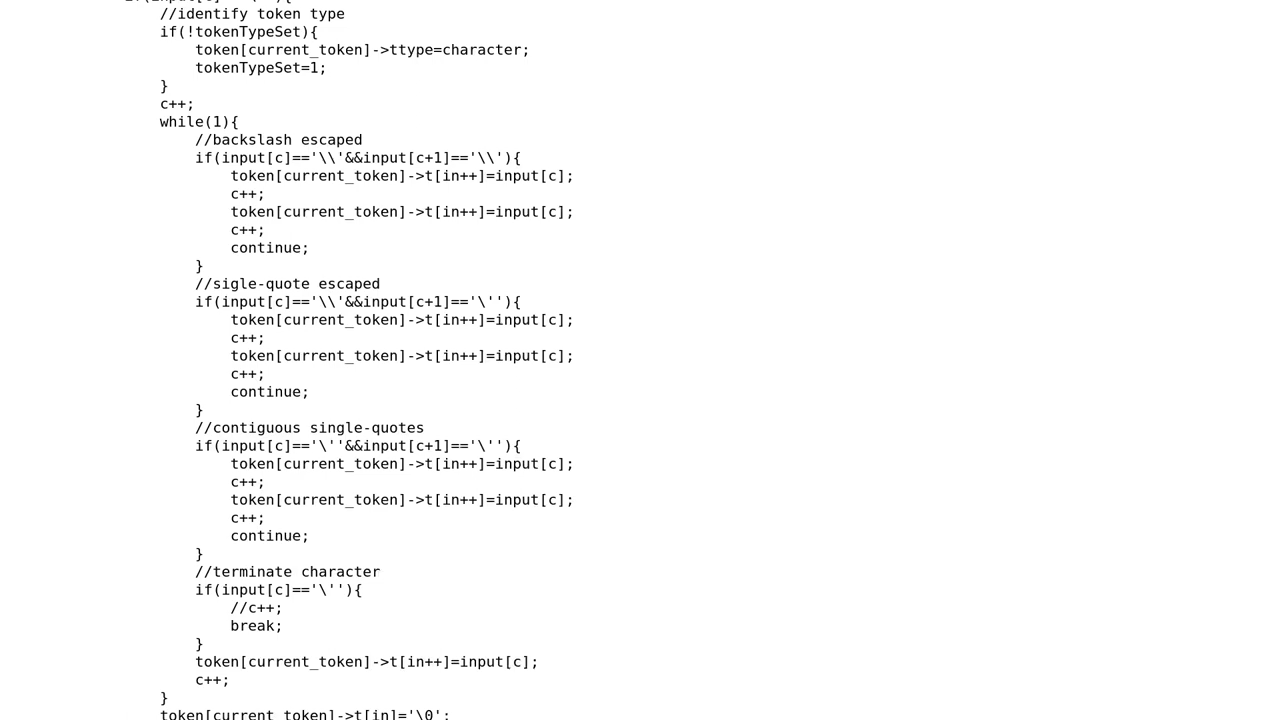 //identify token type
if(!tokenTypeSet){
token[current_token]->ttype=character;
tokenTypeSet=1;
}
c++;
while(1){
//backslash escaped
if(input[c]=='\\'&&input[c+1]=='\\'){
token[current_token]->t[in++]=input[c];
c++;
token[current_token]->t[in++]=input[c];
c++;
continue;
}
//sigle-quote escaped
if(input[c]=='\\'&&input[c+1]=='\''){
token[current_token]->t[in++]=input[c];
c++;
token[current_token]->t[in++]=input[c];
c++;
continue;
}
//contiguous single-quotes
if(input[c]=='\''&&input[c+1]=='\''){
token[current_token]->t[in++]=input[c];
c++;
token[current_token]->t[in++]=input[c];
c++;
continue;
}
//terminate character
if(input[c]=='\''){
//c++;
break;
}
token[current_token]->t[in++]=input[c];
c++;
}
token[current_token]->t[in]='\0';